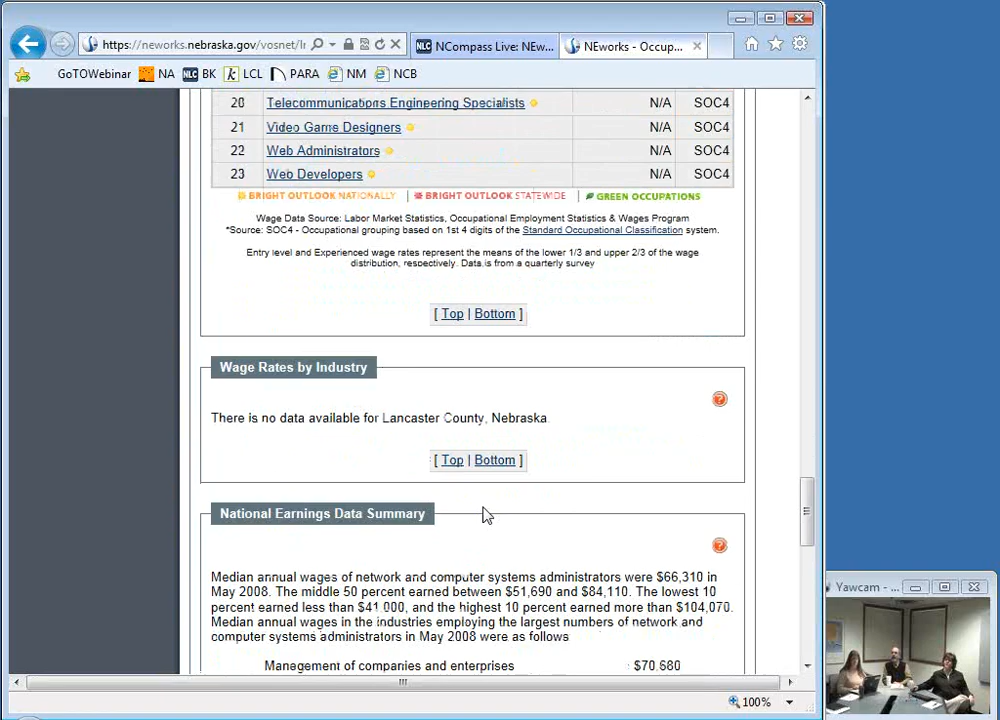 https://neworks.nebraska.gov/vosnet/lr
NCompass Live: NEw...
NEworks - Occup...
GoTOWebinar NA BK LCL PARA NM NCB
20 Telecommunications Engineering Specialists N/A SOC4
21 Video Game Designers N/A SOC4
22 Web Administrators N/A SOC4
23 Web Developers N/A SOC4
BRIGHT OUTLOOK NATIONALLY | BRIGHT OUTLOOK STATEWIDE | GREEN OCCUPATIONS
Wage Data Source: Labor Market Statistics, Occupational Employment Statistics & Wages Program
*Source: SOC4 - Occupational grouping based on 1st 4 digits of the Standard Occupational Classification system.
Entry level and Experienced wage rates represent the means of the lower 1/3 and upper 2/3 of the wage
distribution, respectively. Data is from a quarterly survey
[ Top | Bottom ]
Wage Rates by Industry
There is no data available for Lancaster County, Nebraska.
[ Top | Bottom ]
National Earnings Data Summary
Median annual wages of network and computer systems administrators were $66,310 in
May 2008. The middle 50 percent earned between $51,690 and $84,110. The lowest 10
percent earned less than $41,000, and the highest 10 percent earned more than $104,070.
Median annual wages in the industries employing the largest numbers of network and
computer systems administrators in May 2008 were as follows
Management of companies and enterprises $70,680
100%
Yawcam - ...